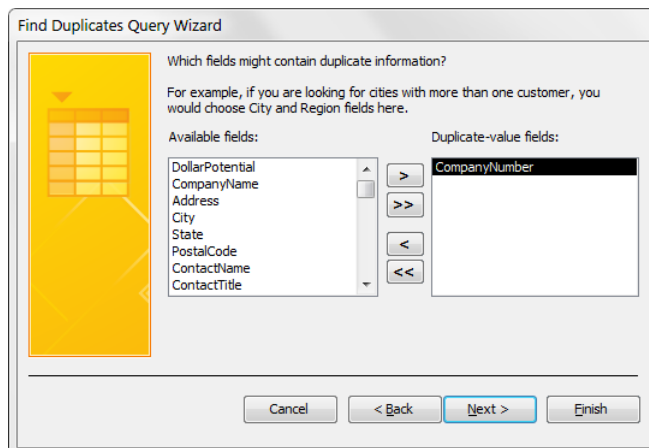 Find Duplicates Query Wizard
Which fields might contain duplicate information?
For example, if you are looking for cities with more than one customer, you
would choose City and Region fields here.
Available fields:
Duplicate-value fields:
DollarPotential
CompanyName
Address
City
State
PostalCode
ContactName
ContactTitle
>
>>
<
<<
CompanyNumber
Cancel
< Back
Next >
Finish